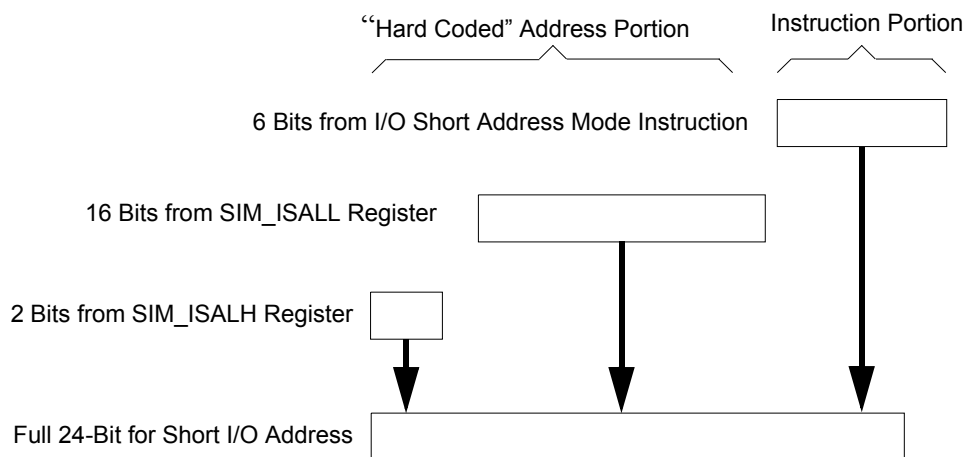 “Hard Coded” Address Portion
Instruction Portion
6 Bits from I/O Short Address Mode Instruction
16 Bits from SIM_ISALL Register
2 Bits from SIM_ISALH Register
Full 24-Bit for Short I/O Address